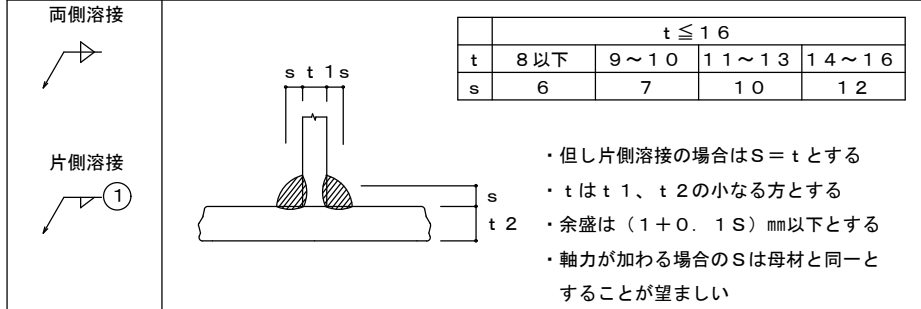 両側溶接
片側溶接
1
s t 1 s
s
t 2
t≦16
t 8以下 9～10 11～13 14～16
s 6 7 10 12
・但し片側溶接の場合はS＝tとする
・tはt1、t2の小なる方とする
・余盛は（1＋0．1S）㎜以下とする
・軸力が加わる場合のSは母材と同一と
することが望ましい